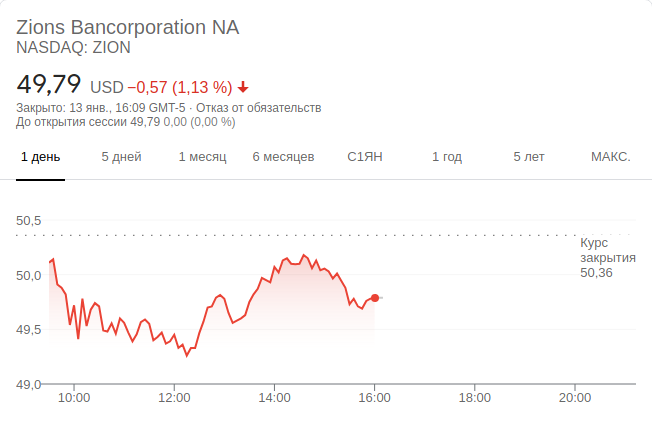 Zions Bancorporation NA
NASDAQ: ZION
49,79 USD −0,57 (1,13 %)
Закрыто: 13 янв., 16:09 GMT-5 · Отказ от обязательств
До открытия сессии 49,79 0,00 (0,00 %)
1 день 5 дней 1 месяц 6 месяцев С1ЯН 1 год 5 лет МАКС.
50,5
Курс
закрытия
50,36
50,0
49,5
49,0
10:00 12:00 14:00 16:00 18:00 20:00